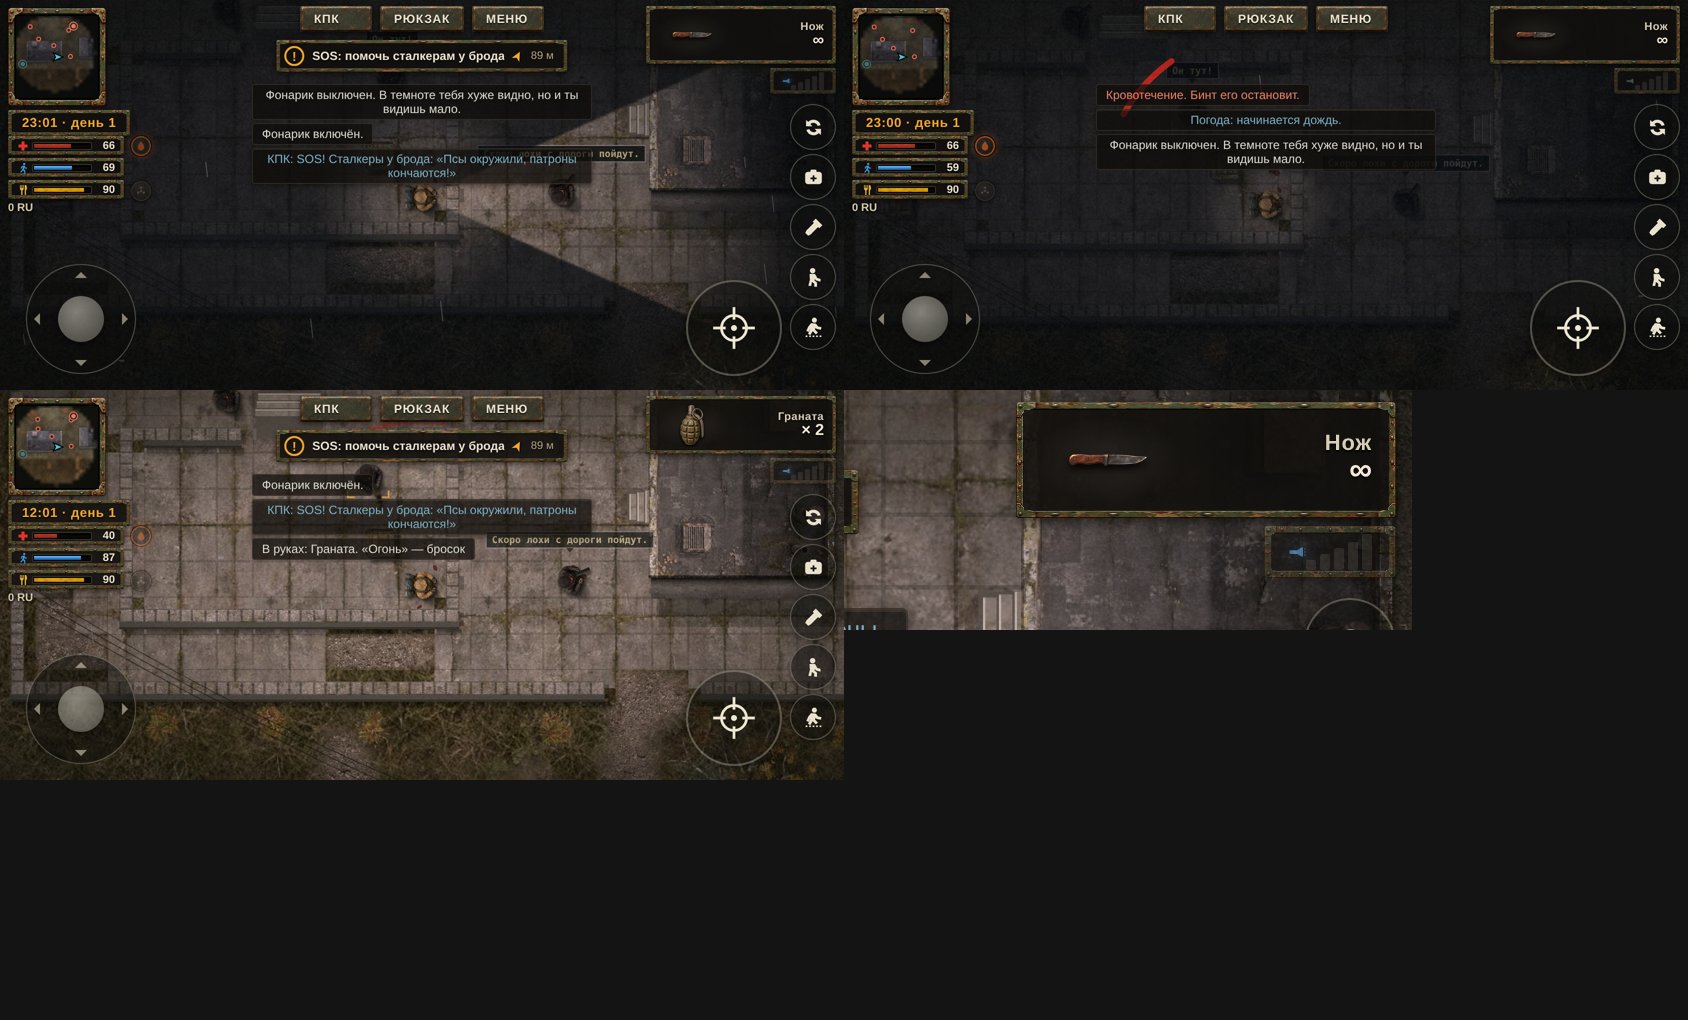 КПК
РЮКЗАК
МЕНЮ
Нож
∞
SOS: помочь сталкерам у брода
89 м
Фонарик выключен. В темноте тебя хуже видно, но и ты
видишь мало.
Фонарик включён.
КПК: SOS! Сталкеры у брода: «Псы окружили, патроны
кончаются!»
пойдут.
23:01 · день 1
66
69
90
0 RU
КПК
РЮКЗАК
МЕНЮ
Нож
∞
Он тут!
Кровотечение. Бинт его остановит.
Погода: начинается дождь.
Фонарик выключен. В темноте тебя хуже видно, но и ты
видишь мало.
Скоро лохи с дороги пойдут.
23:00 · день 1
66
59
90
0 RU
КПК
РЮКЗАК
МЕНЮ
Граната
× 2
SOS: помочь сталкерам у брода
89 м
Фонарик включён.
КПК: SOS! Сталкеры у брода: «Псы окружили, патроны
кончаются!»
Скоро лохи с дороги пойдут.
В руках: Граната. «Огонь» — бросок
12:01 · день 1
40
87
90
0 RU
Нож
∞